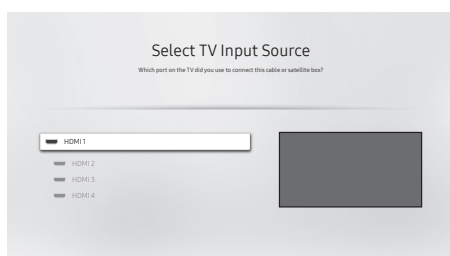 Select TV Input Source
Which port on the TV did you use to connect this cable or satellite box?
HDMI 1
HDMI 2
HDMI 3
HDMI 4